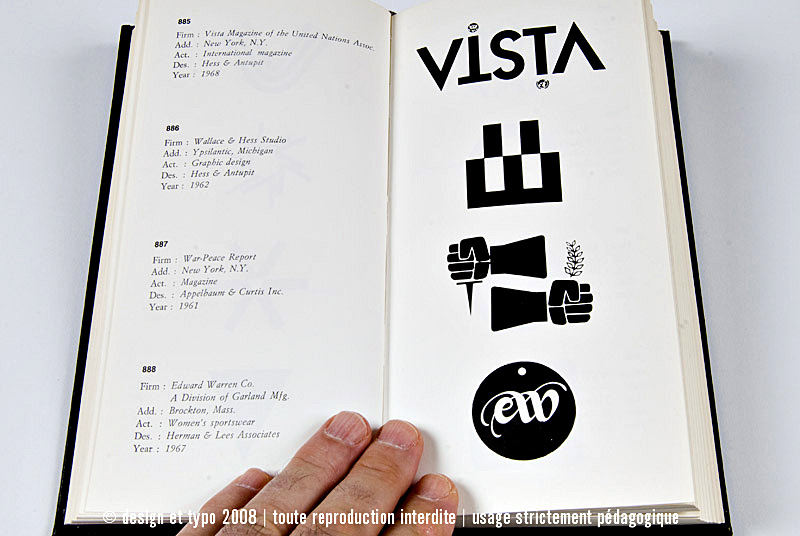 885
Firm : Vista Magazine of the United Nations Assoc.
Add. : New York, N.Y.
Act. : International magazine
Des. : Hess & Antupit
Year : 1968
886
Firm : Wallace & Hess Studio
Add. : Ypsilantic, Michigan
Act. : Graphic design
Des. : Hess & Antupit
Year : 1962
887
Firm : War-Peace Report
Add. : New York, N.Y.
Act. : Magazine
Des. : Appelbaum & Curtis Inc.
Year : 1961
888
Firm : Edward Warren Co.
A Division of Garland Mfg.
Add. : Brockton, Mass.
Act. : Women's sportswear
Des. : Herman & Lees Associates
Year : 1967
VISTA
ew
© design et typo 2008 | toute reproduction interdite | usage strictement pédagogique